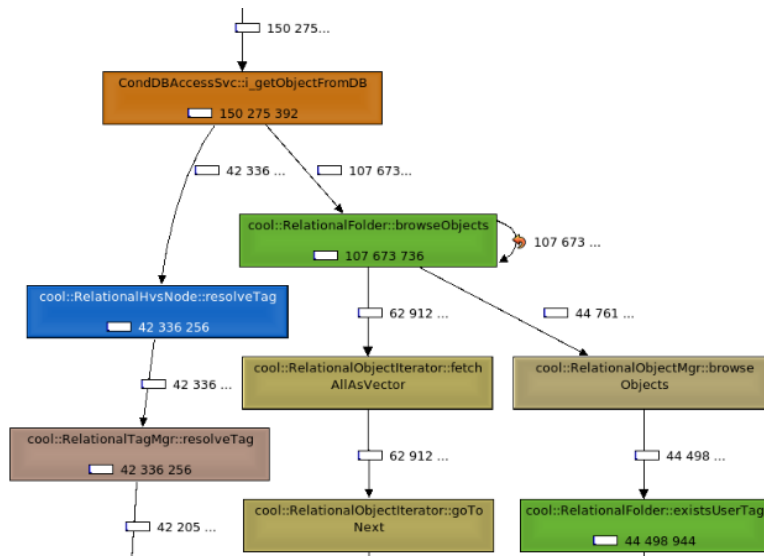 150 275...
CondDBAccessSvc::i_getObjectFromDB
150 275 392
42 336 ...
107 673...
cool::RelationalFolder::browseObjects
107 673 736
107 673 ...
cool::RelationalHvsNode::resolveTag
42 336 256
62 912 ...
44 761 ...
cool::RelationalObjectIterator::fetch
AllAsVector
cool::RelationalObjectMgr::browse
Objects
42 336 ...
cool::RelationalTagMgr::resolveTag
42 336 256
62 912 ...
44 498 ...
cool::RelationalObjectIterator::goTo
Next
cool::RelationalFolder::existsUserTag
44 498 944
42 205 ...